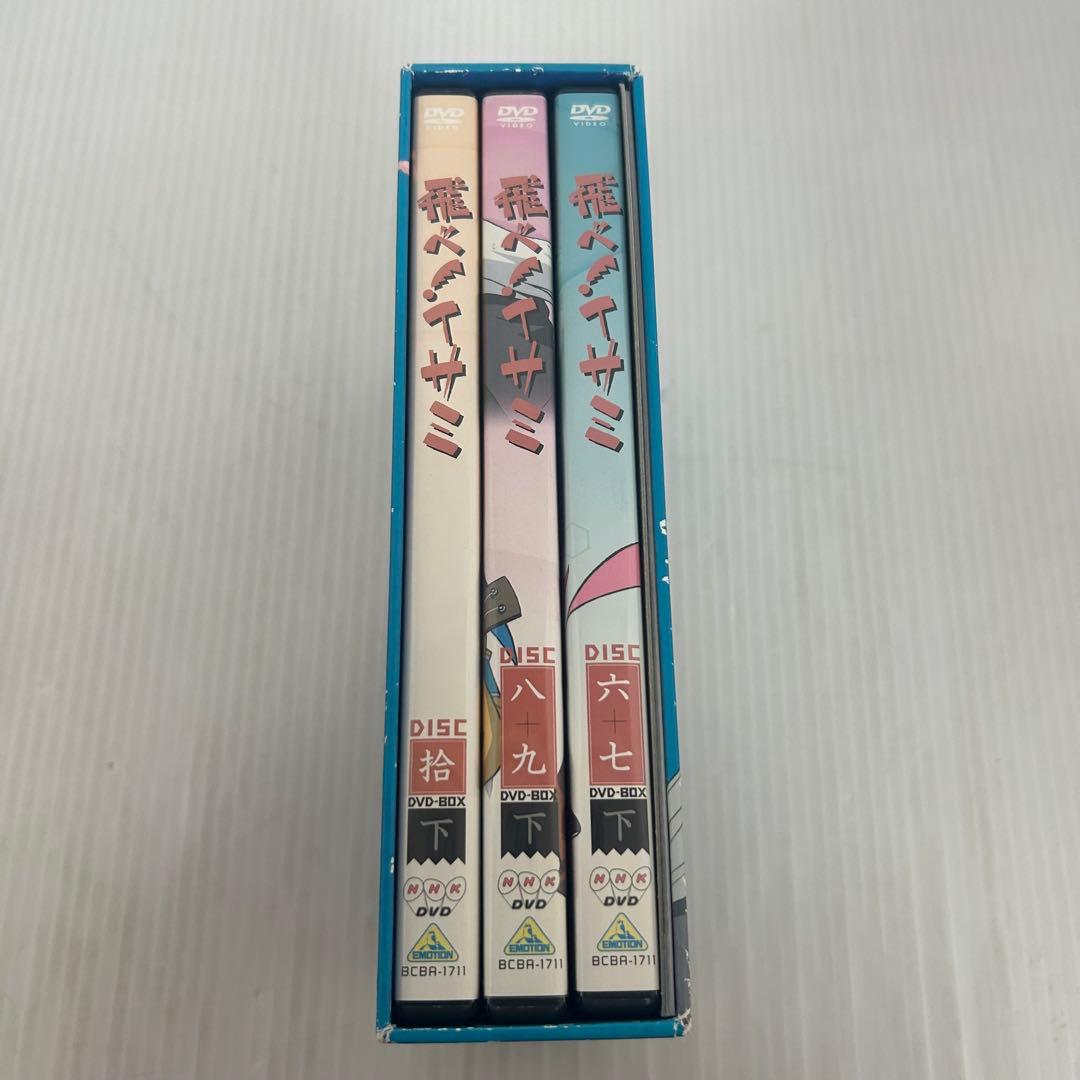 DVD
VIDEO
飛べ!イサミ
DISC
拾
DVD-BOX
下
NHK
DVD
EMOTION
BCBA-1711
DVD
VIDEO
飛べ!イサミ
DISC
八+九
DVD-BOX
下
NHK
DVD
EMOTION
BCBA-1711
DVD
VIDEO
飛べ!イサミ
DISC
六+七
DVD-BOX
下
NHK
DVD
EMOTION
BCBA-1711